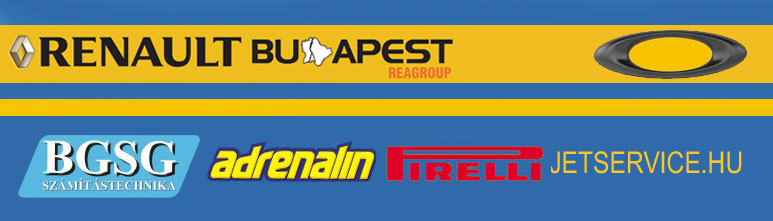 RENAULT BUDAPEST
REAGROUP
BGSG
SZÁMÍTÁSTECHNIKA
adrenalin
PIRELLI
JETSERVICE.HU